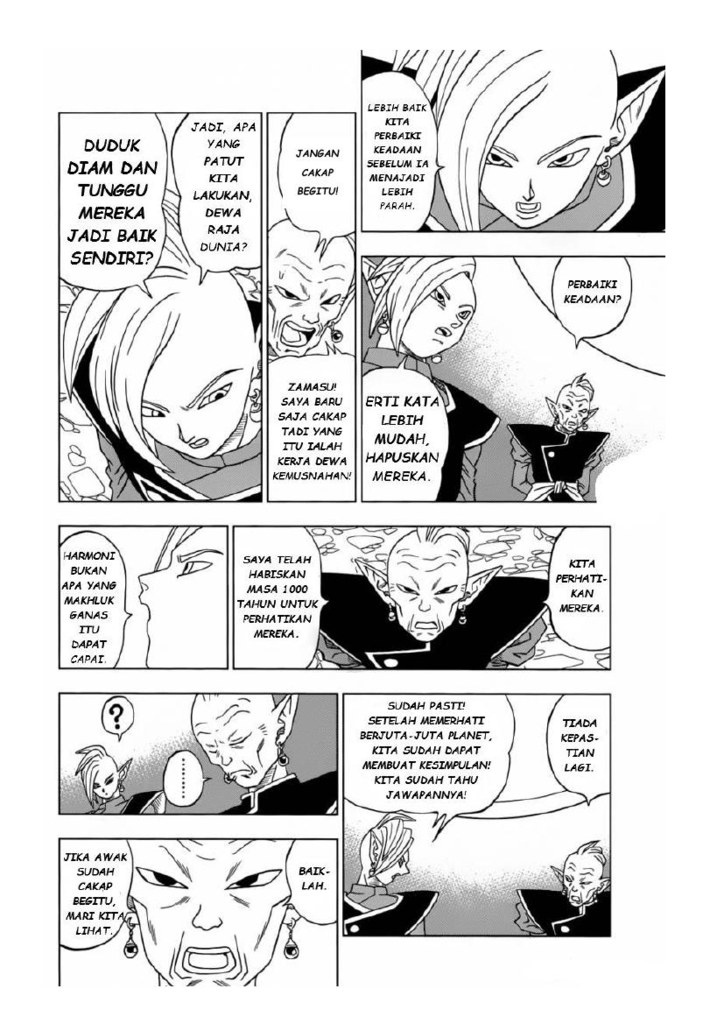 LEBIH BAIK
KITA
PERBAIKI
KEADAAN
SEBELUM IA
MENJADI
LEBIH
PARAH.
JANGAN
CAKAP
BEGITU!
ZAMASU!
SAYA BARU
SAJA CAKAP
TADI YANG
ITU IALAH
KERJA DEWA
KEMUSNAHAN!
JADI, APA
YANG
PATUT
KITA
LAKUKAN,
DEWA
RAJA
DUNIA?
DUDUK
DIAM DAN
TUNGGU
MEREKA
JADI BAIK
SENDIRI?
PERBAIKI
KEADAAN?
ERTI KATA
LEBIH
MUDAH,
HAPUSKAN
MEREKA.
KITA
PERHATI-
KAN
MEREKA.
SAYA TELAH
HABISKAN
MASA 1000
TAHUN UNTUK
PERHATIKAN
MEREKA.
HARMONI
BUKAN
APA YANG
MAKHLUK
GANAS
ITU
DAPAT
CAPAI.
TIADA
KEPAS-
TIAN
LAGI.
SUDAH PASTI!
SETELAH MEMERHATI
BERJUTA-JUTA PLANET,
KITA SUDAH DAPAT
MEMBUAT KESIMPULAN!
KITA SUDAH TAHU
JAWAPANNYA!
........
?
BAIK-
LAH.
JIKA AWAK
SUDAH
CAKAP
BEGITU,
MARI KITA
LIHAT.